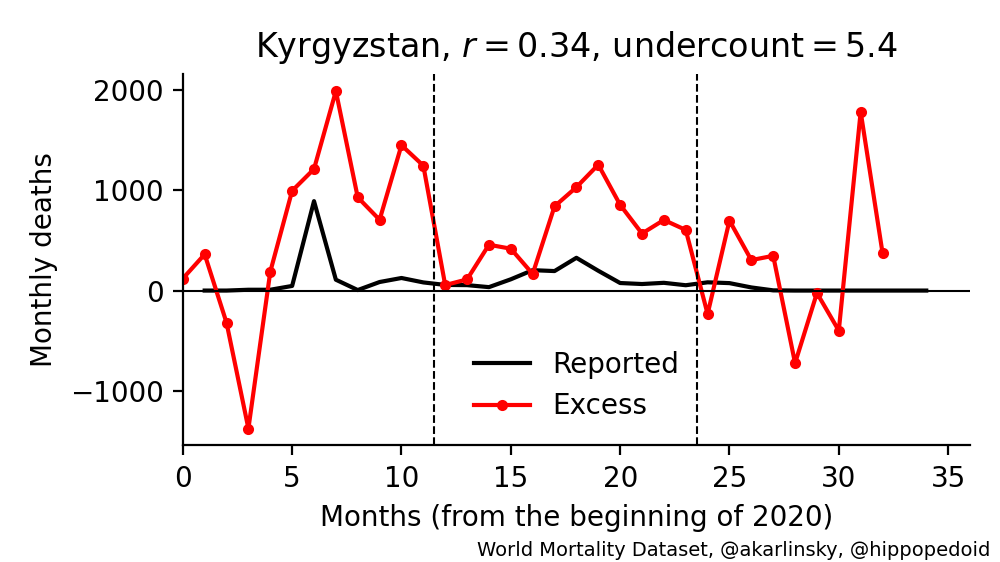 Kyrgyzstan, r = 0.34, undercount = 5.4
2000
1000
0
−1000
Monthly deaths
Reported
Excess
0 5 10 15 20 25 30 35
Months (from the beginning of 2020)
World Mortality Dataset, @akarlinsky, @hippopedoid